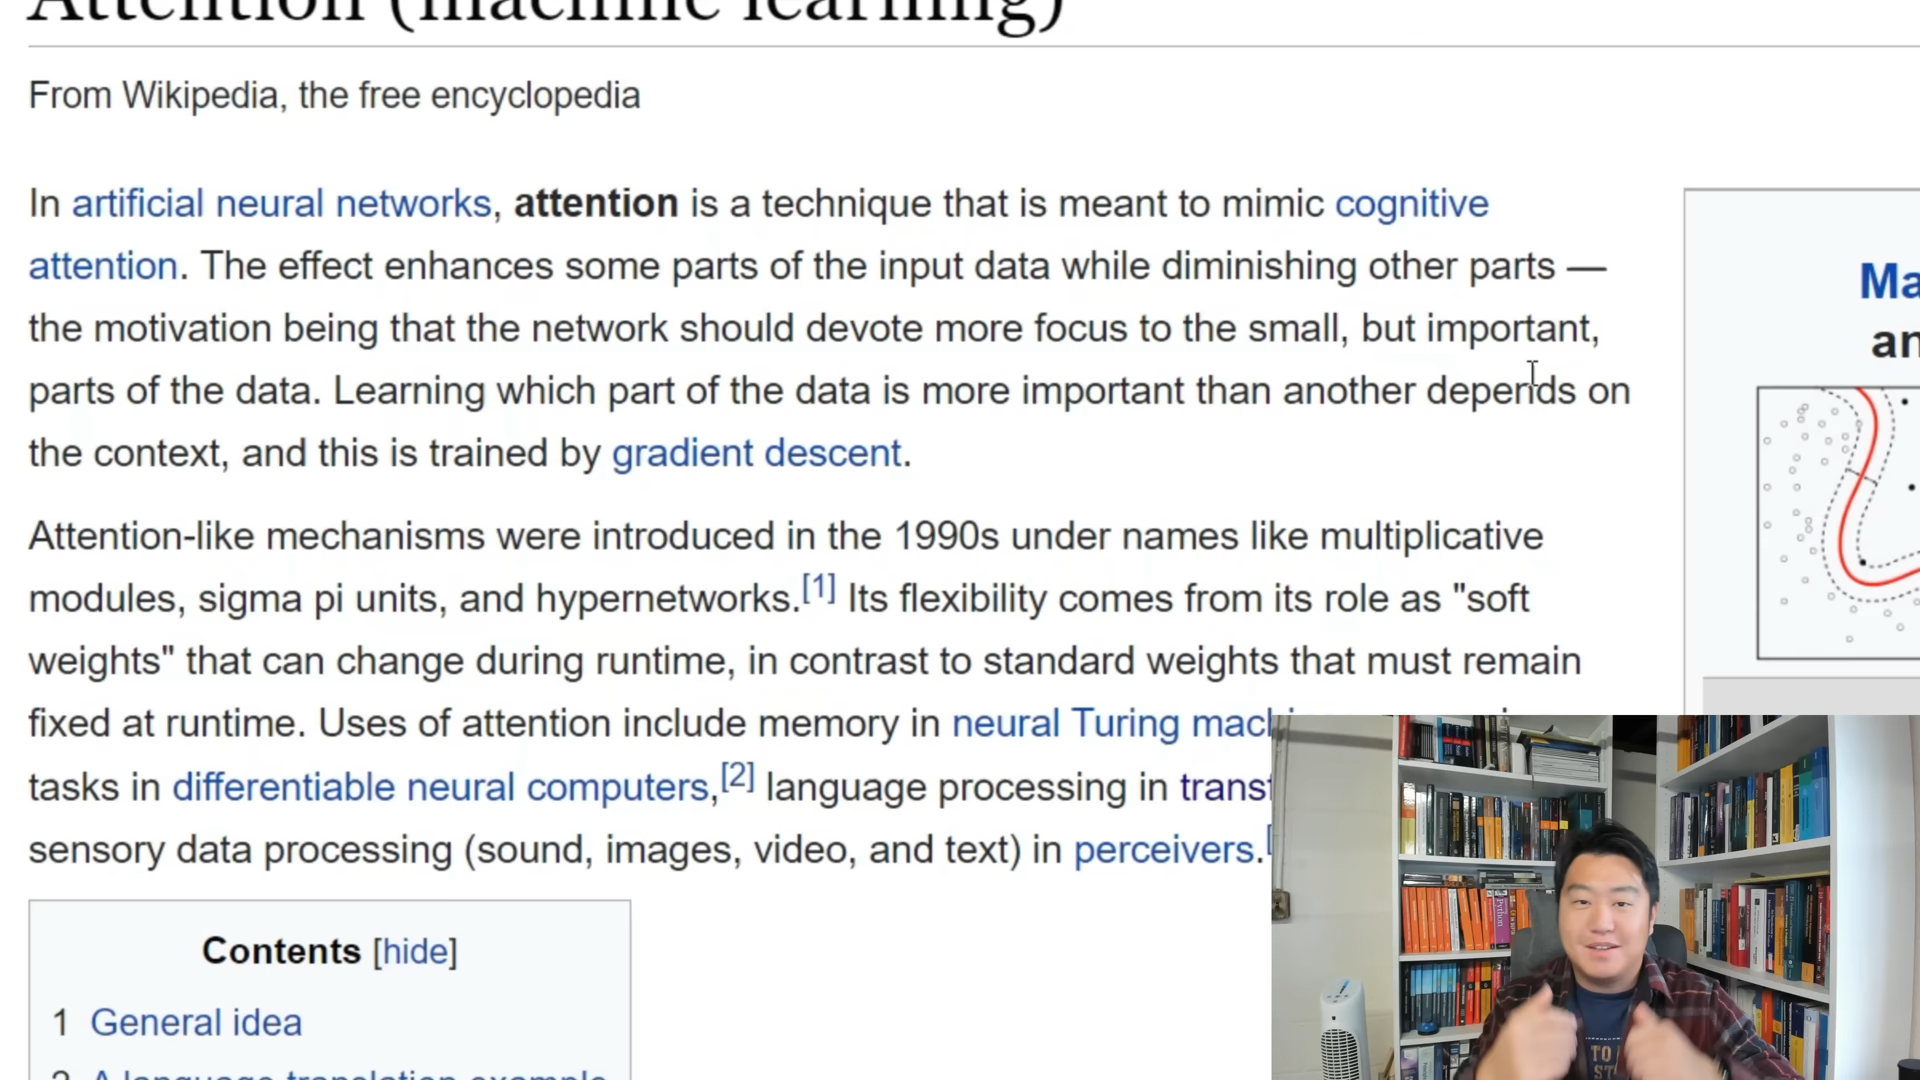 Attention (machine learning)
From Wikipedia, the free encyclopedia
In artificial neural networks, attention is a technique that is meant to mimic cognitive
attention. The effect enhances some parts of the input data while diminishing other parts —
the motivation being that the network should devote more focus to the small, but important,
parts of the data. Learning which part of the data is more important than another depends on
the context, and this is trained by gradient descent.
Attention-like mechanisms were introduced in the 1990s under names like multiplicative
modules, sigma pi units, and hypernetworks.[1] Its flexibility comes from its role as "soft
weights" that can change during runtime, in contrast to standard weights that must remain
fixed at runtime. Uses of attention include memory in neural Turing
tasks in differentiable neural computers,[2] language processing in
sensory data processing (sound, images, video, and text) in perceivers.
Contents [hide]
1 General idea
2 A language translation example
Python
TO